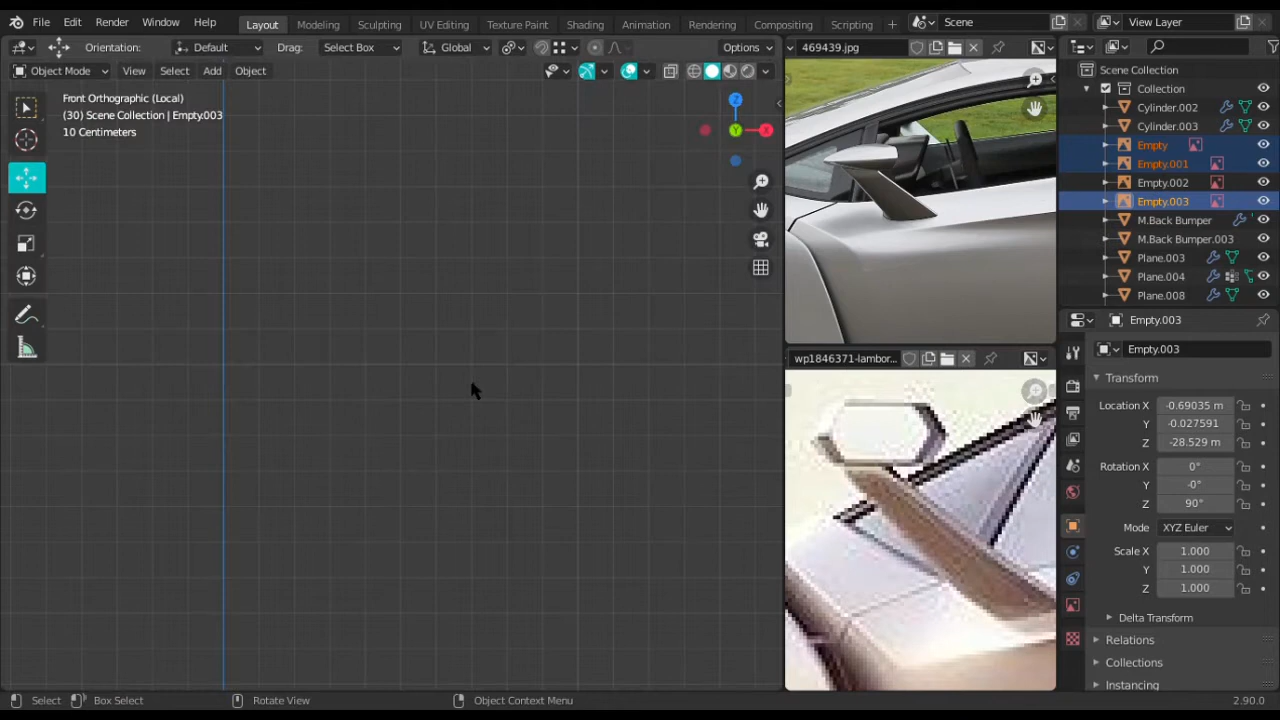 File Edit Render Window Help Layout Modeling Sculpting UV Editing Texture Paint Shading Animation Rendering Compositing Scripting Scene View Layer
Orientation: Default Drag: Select Box Global Options
469439.jpg
Object Mode View Select Add Object
Scene Collection
Collection
Cylinder.002
Cylinder.003
Empty
Empty.001
Empty.002
Empty.003
M.Back Bumper
M.Back Bumper.003
Plane.003
Plane.004
Plane.008
Front Orthographic (Local)
(30) Scene Collection | Empty.003
10 Centimeters
Z
Y
X
wp1846371-lambor...
Empty.003
Empty.003
Transform
Location X -0.69035 m
Y -0.027591
Z -28.529 m
Rotation X 0°
Y -0°
Z 90°
Mode XYZ Euler
Scale X 1.000
Y 1.000
Z 1.000
Delta Transform
Relations
Collections
Instancing
Select Box Select Rotate View Object Context Menu 2.90.0